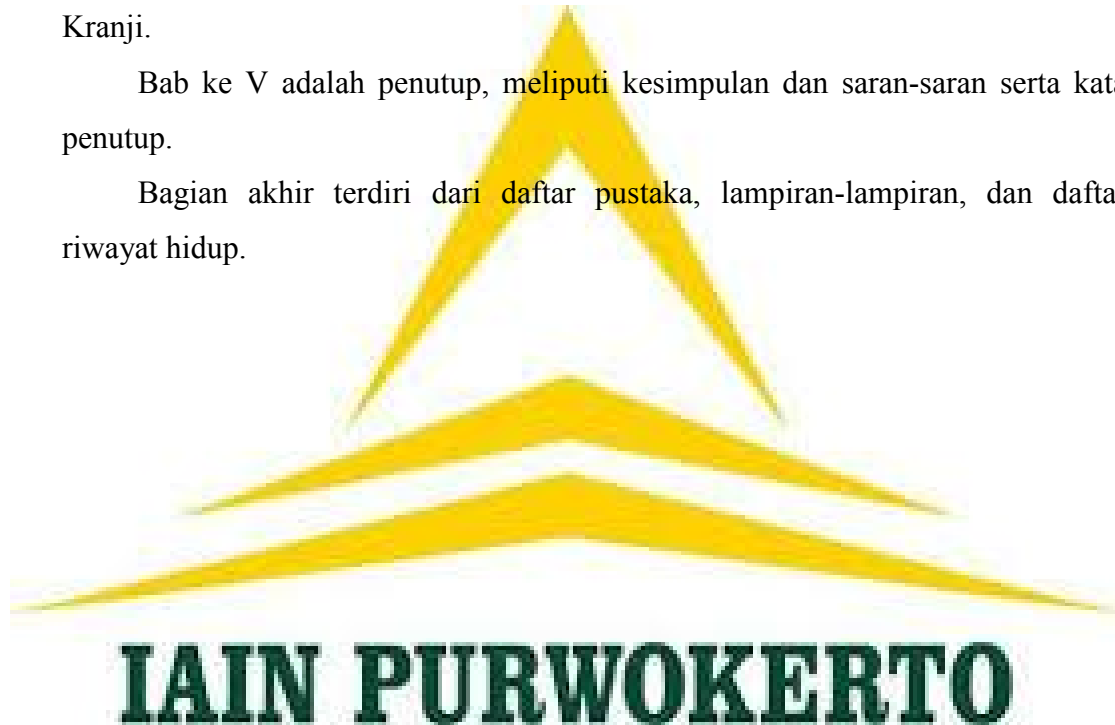 Kranji.
Bab ke V adalah penutup, meliputi kesimpulan dan saran-saran serta kata
penutup.
Bagian akhir terdiri dari daftar pustaka, lampiran-lampiran, dan dafta
riwayat hidup.
IAIN PURWOKERTO